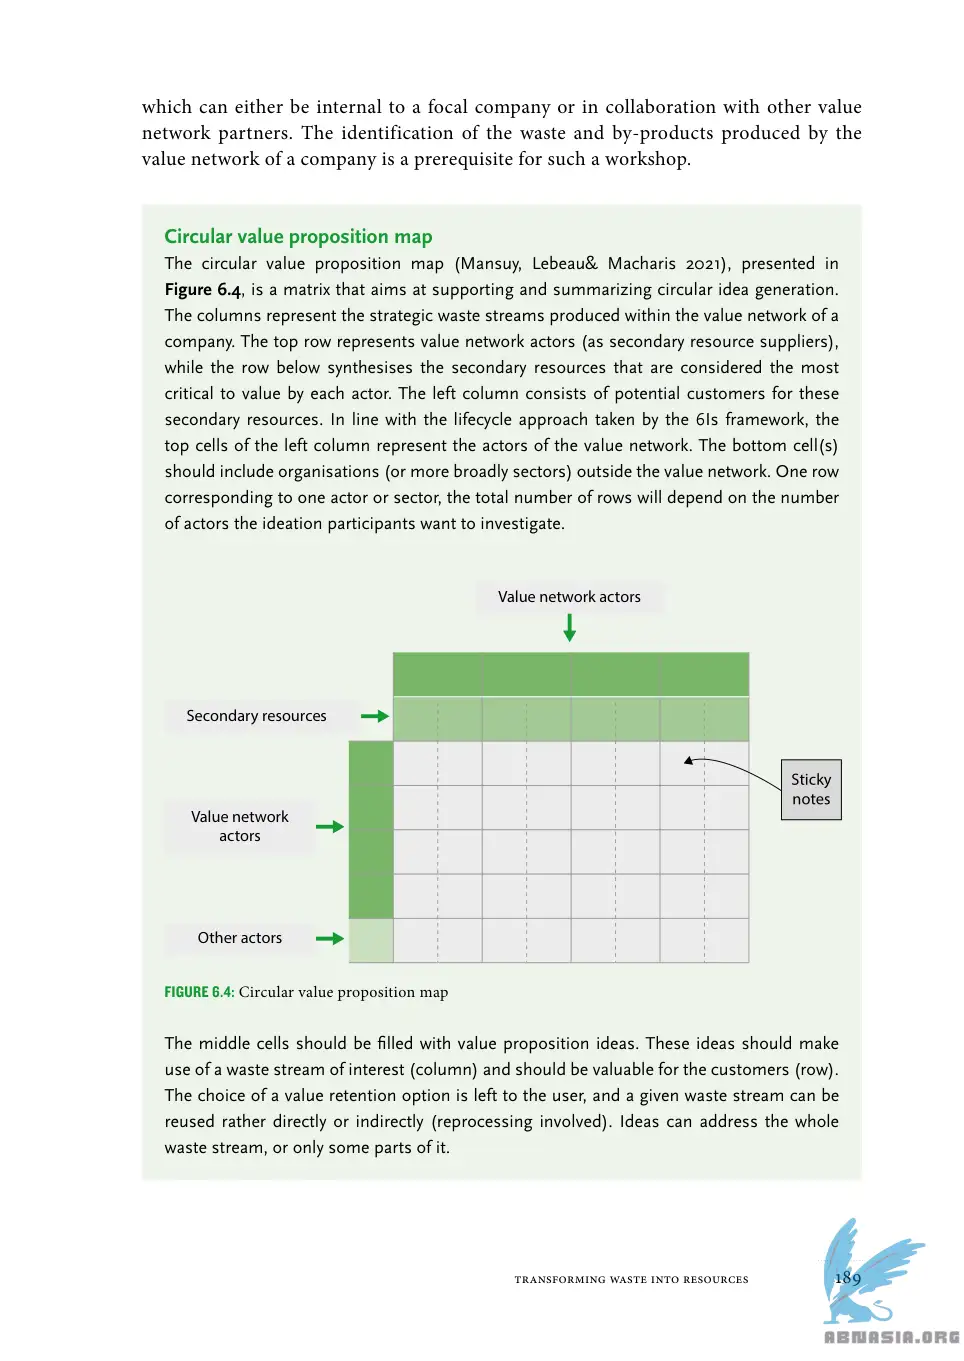 which can either be internal to a focal company or in collaboration with other value
network partners. The identification of the waste and by-products produced by the
value network of a company is a prerequisite for such a workshop.
Circular value proposition map
The circular value proposition map (Mansuy, Lebeau& Macharis 2021), presented in
Figure 6.4, is a matrix that aims at supporting and summarizing circular idea generation.
The columns represent the strategic waste streams produced within the value network of a
company. The top row represents value network actors (as secondary resource suppliers),
while the row below synthesises the secondary resources that are considered the most
critical to value by each actor. The left column consists of potential customers for these
secondary resources. In line with the lifecycle approach taken by the 6Is framework, the
top cells of the left column represent the actors of the value network. The bottom cell(s)
should include organisations (or more broadly sectors) outside the value network. One row
corresponding to one actor or sector, the total number of rows will depend on the number
of actors the ideation participants want to investigate.
Value network actors
Secondary resources
Sticky
notes
Value network
actors
Other actors
FIGURE 6.4: Circular value proposition map
The middle cells should be filled with value proposition ideas. These ideas should make
use of a waste stream of interest (column) and should be valuable for the customers (row).
The choice of a value retention option is left to the user, and a given waste stream can be
reused rather directly or indirectly (reprocessing involved). Ideas can address the whole
waste stream, or only some parts of it.
TRANSFORMING WASTE INTO RESOURCES 189
ABNASIA.ORG